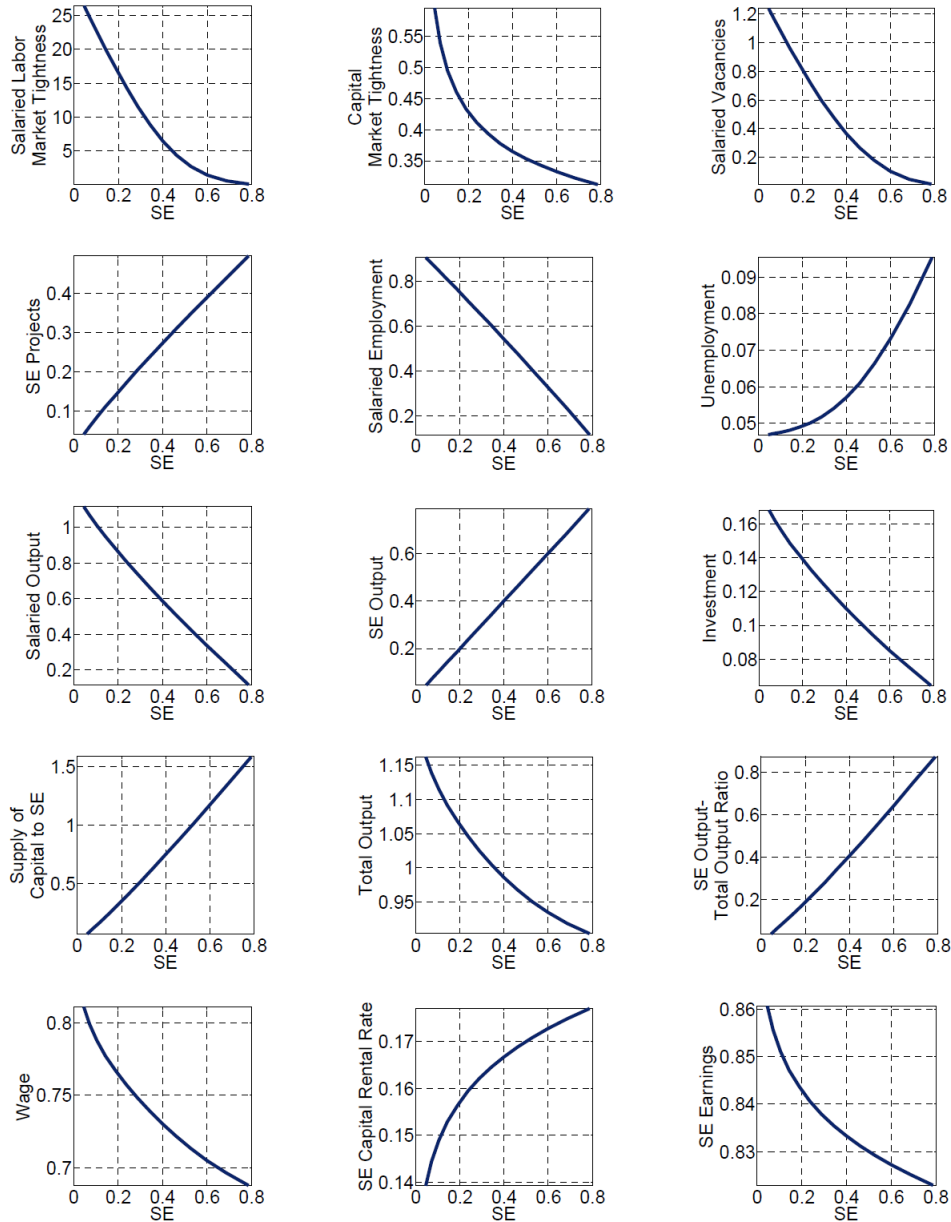 Salaried Labor
Market Tightness
25
20
15
10
5
0 0.2 0.4 0.6 0.8
SE
Capital
Market Tightness
0.55
0.5
0.45
0.4
0.35
0 0.2 0.4 0.6 0.8
SE
Salaried Vacancies
1.2
1
0.8
0.6
0.4
0.2
0 0.2 0.4 0.6 0.8
SE
SE Projects
0.4
0.3
0.2
0.1
0 0.2 0.4 0.6 0.8
SE
Salaried Employment
0.8
0.6
0.4
0.2
0 0.2 0.4 0.6 0.8
SE
Unemployment
0.09
0.08
0.07
0.06
0.05
0 0.2 0.4 0.6 0.8
SE
Salaried Output
1
0.8
0.6
0.4
0.2
0 0.2 0.4 0.6 0.8
SE
SE Output
0.6
0.4
0.2
0 0.2 0.4 0.6 0.8
SE
Investment
0.16
0.14
0.12
0.1
0.08
0 0.2 0.4 0.6 0.8
SE
Supply of
Capital to SE
1.5
1
0.5
0 0.2 0.4 0.6 0.8
SE
Total Output
1.15
1.1
1.05
1
0.95
0 0.2 0.4 0.6 0.8
SE
SE Output-
Total Output Ratio
0.8
0.6
0.4
0.2
0 0.2 0.4 0.6 0.8
SE
Wage
0.8
0.75
0.7
0 0.2 0.4 0.6 0.8
SE
SE Capital Rental Rate
0.17
0.16
0.15
0.14
0 0.2 0.4 0.6 0.8
SE
SE Earnings
0.86
0.85
0.84
0.83
0 0.2 0.4 0.6 0.8
SE